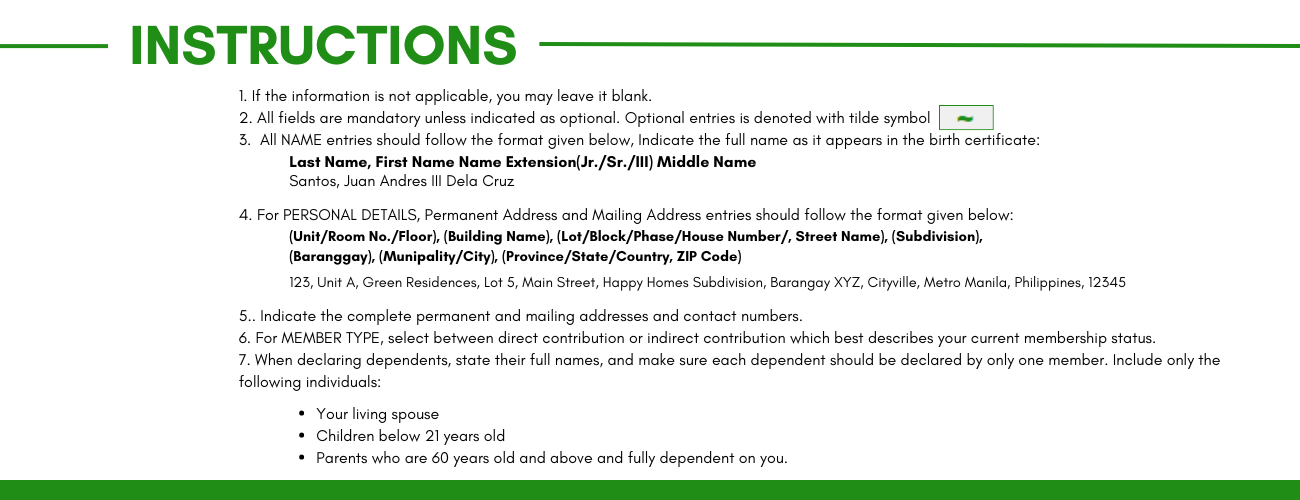 INSTRUCTIONS
1. If the information is not applicable, you may leave it blank.
2. All fields are mandatory unless indicated as optional. Optional entries is denoted with tilde symbol ~
3. All NAME entries should follow the format given below, Indicate the full name as it appears in the birth certificate:
Last Name, First Name Name Extension(Jr./Sr./III) Middle Name
Santos, Juan Andres III Dela Cruz
4. For PERSONAL DETAILS, Permanent Address and Mailing Address entries should follow the format given below:
(Unit/Room No./Floor), (Building Name), (Lot/Block/Phase/House Number/, Street Name), (Subdivision),
(Baranggay), (Munipality/City), (Province/State/Country, ZIP Code)
123, Unit A, Green Residences, Lot 5, Main Street, Happy Homes Subdivision, Barangay XYZ, Cityville, Metro Manila, Philippines, 12345
5.. Indicate the complete permanent and mailing addresses and contact numbers.
6. For MEMBER TYPE, select between direct contribution or indirect contribution which best describes your current membership status.
7. When declaring dependents, state their full names, and make sure each dependent should be declared by only one member. Include only the
following individuals:
• Your living spouse
• Children below 21 years old
• Parents who are 60 years old and above and fully dependent on you.